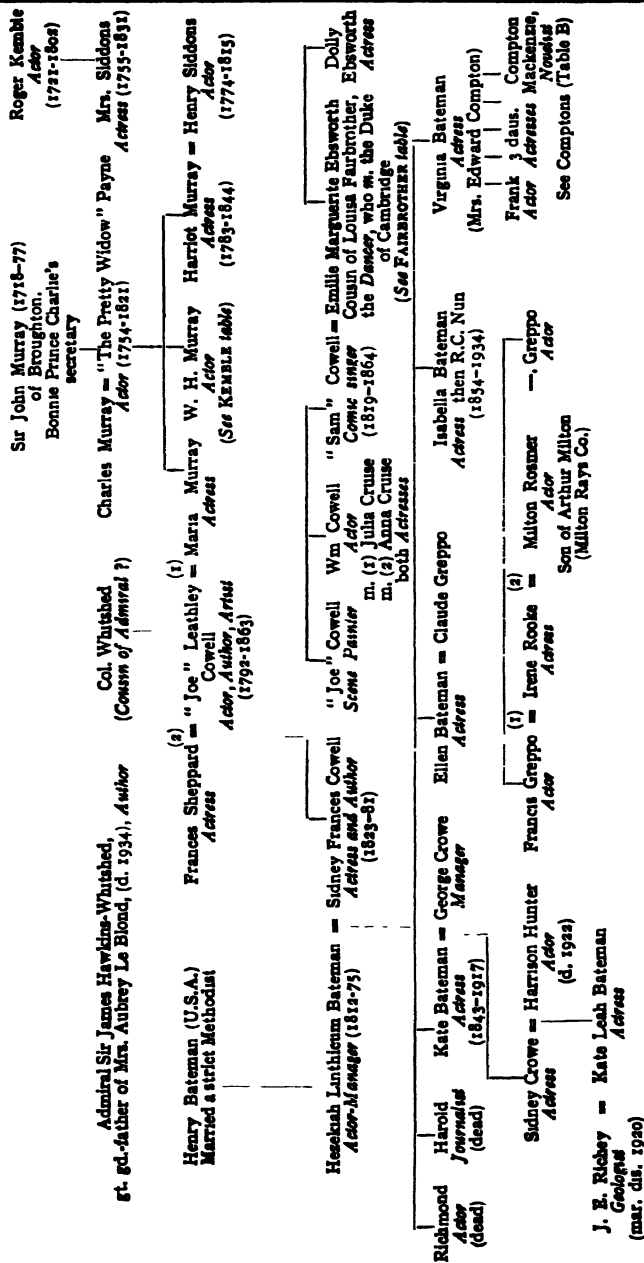 Admiral Sir James Hawkins-Whitshed,
gt. gd.-father of Mrs. Aubrey Le Blond, (d. 1934), Author
Col. Whitshed
(Cousin of Admiral ?)
Sir John Murray (1718-77)
of Broughton.
Bonnie Prince Charlie's
secretary
Roger Kemble
Actor
(1721-1802)
Charles Murray = "The Pretty Widow" Payne
Actor (1754-1821)
Mrs. Siddons
Actress (1755-1831)
Henry Bateman (U.S.A.)
Married a strict Methodist
(2)
Frances Sheppard = "Joe" Leathley = Maria Murray
Actress
Cowell
Actor, Author, Artist
(1792-1863)
(1)
Actress
W. H. Murray
Actor
(See KEMBLE table)
Harriot Murray = Henry Siddons
Actress
(1783-1844)
Actor
(1774-1815)
Hezekiah Linthicum Bateman = Sidney Frances Cowell
Actor-Manager (1812-75)
Actress and Author
(1823-81)
"Joe" Cowell
Scene Painter
Wm Cowell
Actor
m. (1) Julia Cruise
m. (2) Anna Cruise
both Actresses
"Sam" Cowell = Emilie Marguerite Ebsworth
Comic singer
(1819-1864)
Cousin of Louisa Fairbrother,
the Dancer, who m. the Duke
of Cambridge
(See FAIRBROTHER table)
Dolly
Ebsworth
Actress
Richmond
Actor
(dead)
Harold
Journalist
(dead)
Kate Bateman = George Crowe
Actress
(1843-1917)
Manager
Ellen Bateman = Claude Greppo
Actress
Isabella Bateman
Actress then R.C. Nun
(1854-1934)
Virginia Bateman
Actress
(Mrs. Edward Compton)
Sidney Crowe = Harrison Hunter
Actress
Actor
(d. 1922)
(1)
(2)
Francis Greppo = Irene Rooke = Milton Rosmer
Actor
Actress
Actor
Son of Arthur Milton
(Milton Rays Co.)
—, Greppo
Actor
Frank
Actor
3 daus.
Actresses
Compton
Mackenzie,
Novelist
See Comptons (Table B)
J. E. Richey = Kate Leah Bateman
Geologist
Actress
(mar. dis. 1920)